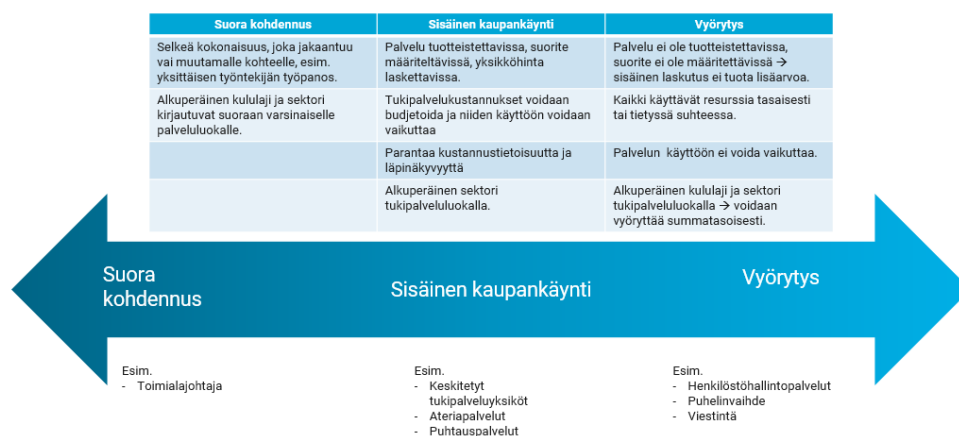 Suora kohdennus
Sisäinen kaupankäynti
Vyörytys
Selkeä kokonaisuus, joka jakaantuu
vai muutamalle kohteelle, esim.
yksittäisen työntekijän työpanos.
Palvelu tuotteistettavissa, suorite
määriteltävissä, yksikköhinta
laskettavissa.
Palvelu ei ole tuotteistettavissa,
suorite ei ole määritettävissä →
sisäinen laskutus ei tuota lisäarvoa.
Alkuperäinen kululaji ja sektori
kirjautuvat suoraan varsinaiselle
palveluluokalle.
Tukipalvelukustannukset voidaan
budjetoida ja niiden käyttöön voidaan
vaikuttaa
Kaikki käyttävät resurssia tasaisesti
tai tietyssä suhteessa.
Parantaa kustannustietoisuutta ja
läpinäkyvyyttä
Palvelun käyttöön ei voida vaikuttaa.
Alkuperäinen sektori
tukipalveluluokalla.
Alkuperäinen kululaji ja sektori
tukipalveluluokalla → voidaan
vyöryttää summatasoisesti.
Suora
kohdennus
Sisäinen kaupankäynti
Vyörytys
Esim.
- Toimialajohtaja
Esim.
- Keskitetyt
tukipalveluyksiköt
- Ateriapalvelut
- Puhtauspalvelut
Esim.
- Henkilöstöhallintopalvelut
- Puhelinvaihde
- Viestintä